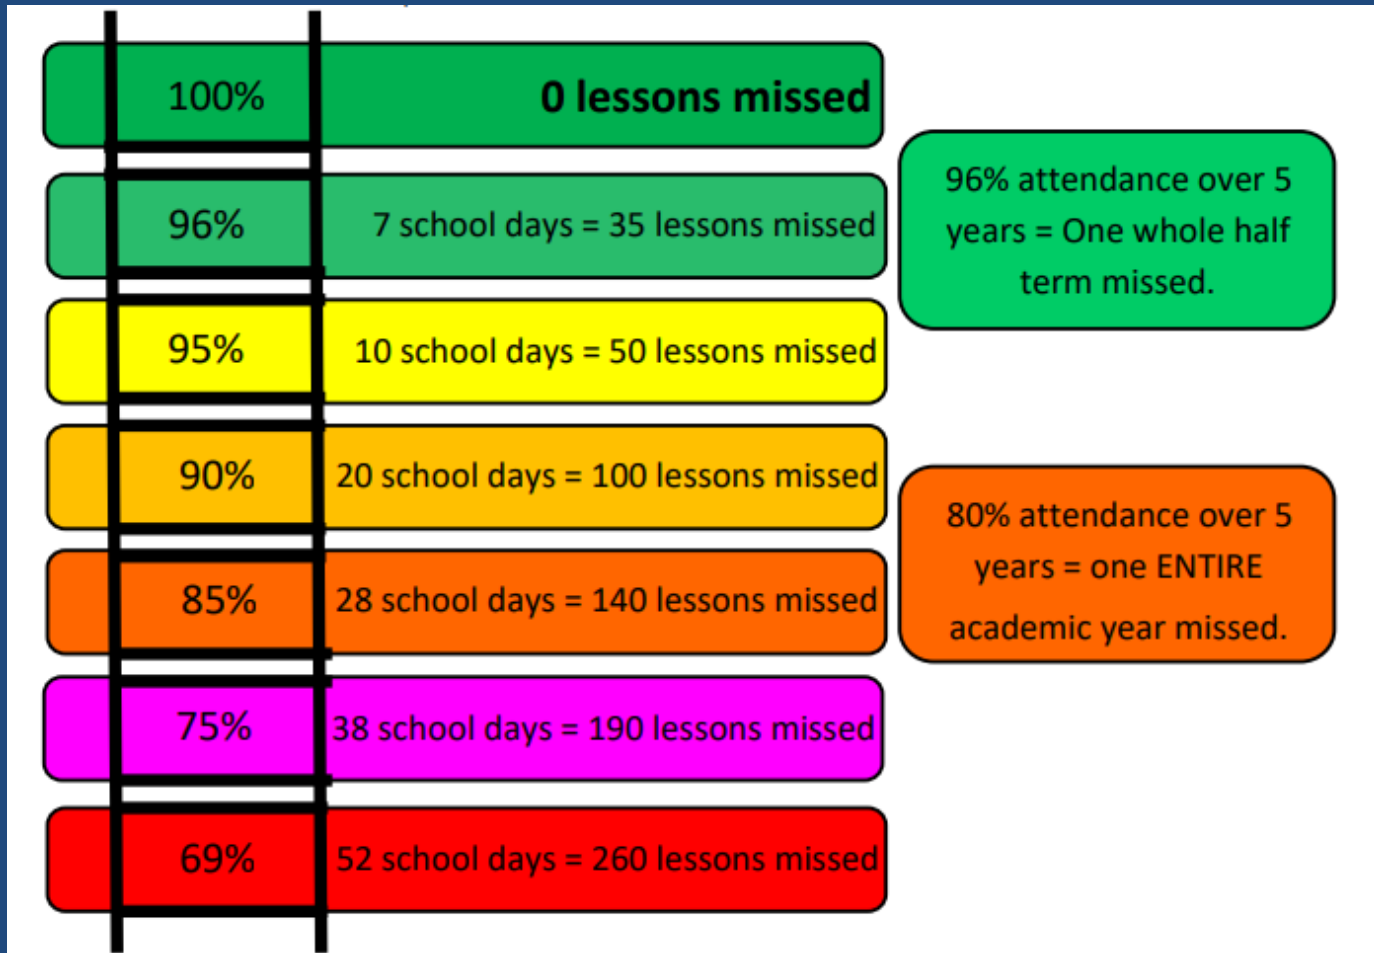 100% 0 lessons missed
96% 7 school days = 35 lessons missed
95% 10 school days = 50 lessons missed
90% 20 school days = 100 lessons missed
85% 28 school days = 140 lessons missed
75% 38 school days = 190 lessons missed
69% 52 school days = 260 lessons missed
96% attendance over 5
years = One whole half
term missed.
80% attendance over 5
years = one ENTIRE
academic year missed.